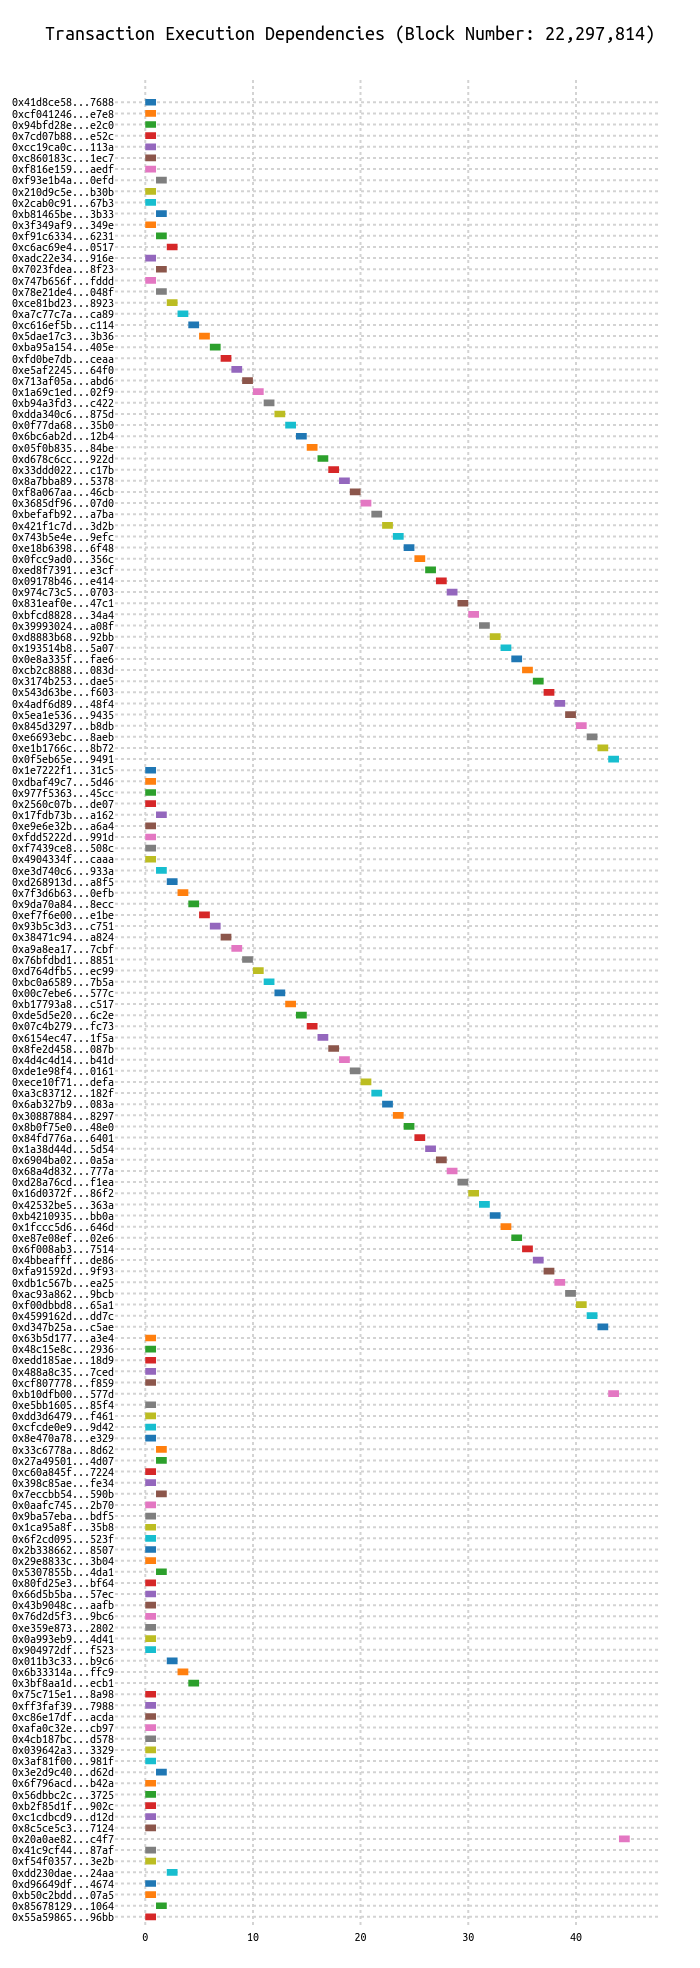 Transaction Execution Dependencies (Block Number: 22,297,814)
0x41d8ce58...7688
0xcf041246...e7e8
0x94bfd28e...e2c0
0x7cd07b88...e52c
0xcc19ca0c...113a
0xc860183c...1ec7
0xf816e159...aedf
0xf93e1b4a...0efd
0x210d9c5e...b30b
0x2cab0c91...67b3
0xb81465be...3b33
0x3f349af9...349e
0xf91c6334...6231
0xc6ac69e4...0517
0xadc22e34...916e
0x7023fdea...8f23
0x747b656f...fddd
0x78e21de4...048f
0xce81bd23...8923
0xa7c77c7a...ca89
0xc616ef5b...c114
0x5dae17c3...3b36
0xba95a154...405e
0xfd0be7db...ceaa
0xe5af2245...64f0
0x713af05a...abd6
0x1a69c1ed...02f9
0xb94a3fd3...c422
0xdda340c6...875d
0x0f77da68...35b0
0x6bc6ab2d...12b4
0x05f0b835...84be
0xd678c6cc...922d
0x33ddd022...c17b
0x8a7bba89...5378
0xf8a067aa...46cb
0x3685df96...07d0
0xbefafb92...a7ba
0x421f1c7d...3d2b
0x743b5e4e...9efc
0xe18b6398...6f48
0x0fcc9ad0...356c
0xed8f7391...e3cf
0x09178b46...e414
0x974c73c5...0703
0x831eaf0e...47c1
0xbfcd8828...34a4
0x39993024...a08f
0xd8883b68...92bb
0x193514b8...5a07
0x0e8a335f...fae6
0xcb2c8888...083d
0x3174b253...dae5
0x543d63be...f603
0x4adf6d89...48f4
0x5ea1e536...9435
0x845d3297...b8db
0xe6693ebc...8aeb
0xe1b1766c...8b72
0x0f5eb65e...9491
0x1e7222f1...31c5
0xdbaf49c7...5d46
0x977f5363...45cc
0x2560c07b...de07
0x17fdb73b...a162
0xe9e6e32b...a6a4
0xfdd5222d...991d
0xf7439ce8...508c
0x4904334f...caaa
0xe3d740c6...933a
0xd268913d...a8f5
0x7f3d6b63...0efb
0x9da70a84...8ecc
0xef7f6e00...e1be
0x93b5c3d3...c751
0x38471c94...a824
0xa9a8ea17...7cbf
0x76bfdbd1...8851
0xd764dfb5...ec99
0xbc0a6589...7b5a
0x00c7ebe6...577c
0xb17793a8...c517
0xde5d5e20...6c2e
0x07c4b279...fc73
0x6154ec47...1f5a
0x8fe2d458...087b
0x4d4c4d14...b41d
0xde1e98f4...0161
0xece10f71...defa
0xa3c83712...182f
0x6ab327b9...083a
0x30887884...8297
0x8b0f75e0...48e0
0x84fd776a...6401
0x1a38d44d...5d54
0x6904ba02...0a5a
0x68a4d832...777a
0xd28a76cd...f1ea
0x16d0372f...86f2
0x42532be5...363a
0xb4210935...bb0a
0x1fccc5d6...646d
0xe87e08ef...02e6
0x6f008ab3...7514
0x4bbeafff...de86
0xfa91592d...9f93
0xdb1c567b...ea25
0xac93a862...9bcb
0xf00dbbd8...65a1
0x4599162d...dd7c
0xd347b25a...c5ae
0x63b5d177...a3e4
0x48c15e8c...2936
0xedd185ae...18d9
0x488a8c35...7ced
0xcf807778...f859
0xb10dfb00...577d
0xe5bb1605...85f4
0xdd3d6479...f461
0xcfcde0e9...9d42
0x8e470a78...e329
0x33c6778a...8d62
0x27a49501...4d07
0xc60a845f...7224
0x398c85ae...fe34
0x7eccbb54...590b
0x0aafc745...2b70
0x9ba57eba...bdf5
0x1ca95a8f...35b8
0x6f2cd095...523f
0x2b338662...8507
0x29e8833c...3b04
0x5307855b...4da1
0x80fd25e3...bf64
0x66d5b5ba...57ec
0x43b9048c...aafb
0x76d2d5f3...9bc6
0xe359e873...2802
0x0a993eb9...4d41
0x904972df...f523
0x011b3c33...b9c6
0x6b33314a...ffc9
0x3bf8aa1d...ecb1
0x75c715e1...8a98
0xff3faf39...7988
0xc86e17df...acda
0xafa0c32e...cb97
0x4cb187bc...d578
0x039642a3...3329
0x3af81f00...981f
0x3e2d9c40...d62d
0x6f796acd...b42a
0x56dbbc2c...3725
0xb2f85d1f...902c
0xc1cdbcd9...d12d
0x8c5ce5c3...7124
0x20a0ae82...c4f7
0x41c9cf44...87af
0xf54f0357...3e2b
0xdd230dae...24aa
0xd96649df...4674
0xb50c2bdd...07a5
0x85678129...1064
0x55a59865...96bb
0 10 20 30 40